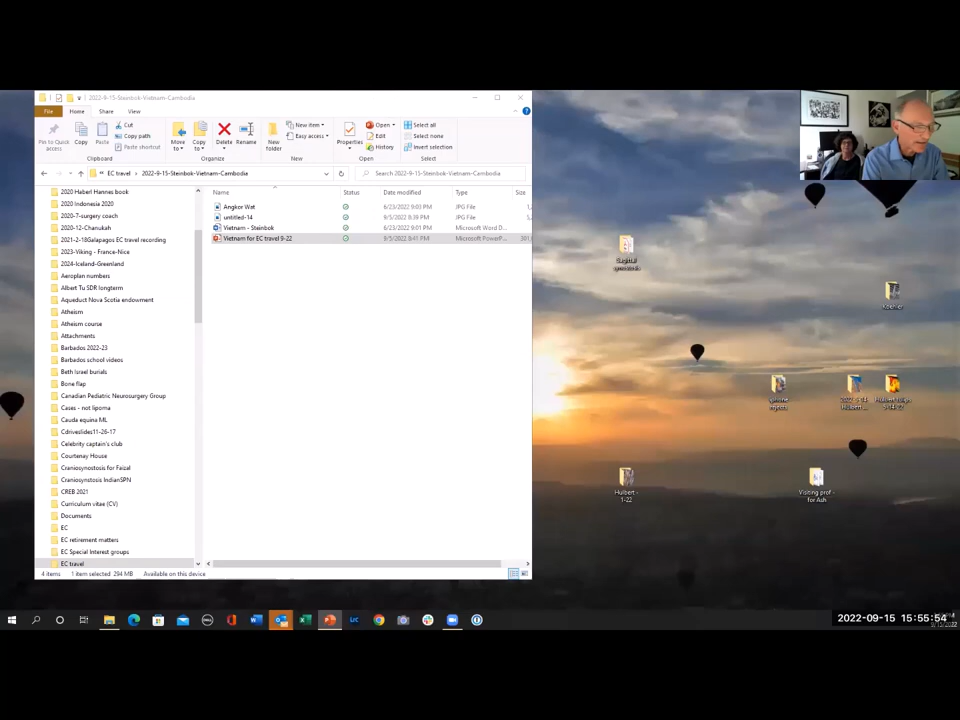 2022-9-15-Steinbok-Vietnam-Cambodia
File Home Share View
Pin to Quick access
Copy
Paste
Cut
Copy path
Paste shortcut
Move to
Copy to
Delete
Rename
New folder
New item
Easy access
Properties
Open
Edit
History
Select all
Select none
Invert selection
Clipboard Organize New Open Select
EC travel 2022-9-15-Steinbok-Vietnam-Cambodia
Search 2022-9-15-Steinbok-Vietnam-Cambodia
Name Status Date modified Type Size
Angkor Wat 6/23/2022 9:00 PM JPG File
untitled-14 9/5/2022 8:39 PM JPG File
Vietnam - Steinbok 6/23/2022 9:01 PM Microsoft Word D...
Vietnam for EC travel 9-22 9/5/2022 8:41 PM Microsoft PowerP...
2020 Haberl Hannes book
2020 Indonesia 2020
2020-7-surgery coach
2020-12-Chanukah
2021-2-18Galapagos EC travel recording
2023-Viking - France-Nice
2024-Iceland-Greenland
Aeroplan numbers
Albert Tu SDR longterm
Aqueduct Nova Scotia endowment
Atheism
Atheism course
Attachments
Barbados 2022-23
Barbados school videos
Beth Israel burials
Bone flap
Canadian Pediatric Neurosurgery Group
Cases - not lipoma
Cauda equina ML
Cdriveslides11-26-17
Celebrity captain's club
Courtenay House
Craniosynostosis for Faizal
Craniosynostosis IndianSPN
CREB 2021
Curriculum vitae (CV)
Documents
EC
EC retirement matters
EC Special Interest groups
EC travel
4 items 1 item selected 294 MB Available on this device
Sagittal
Hulbert -
1-22
Visiting prof -
for Ash
2022-09-15 15:55:54